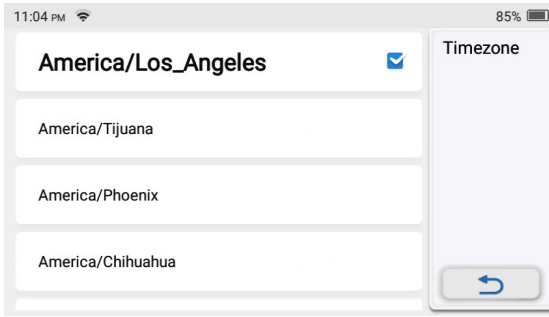 11:04 PM
85%
America/Los_Angeles
Timezone
America/Tijuana
America/Phoenix
America/Chihuahua